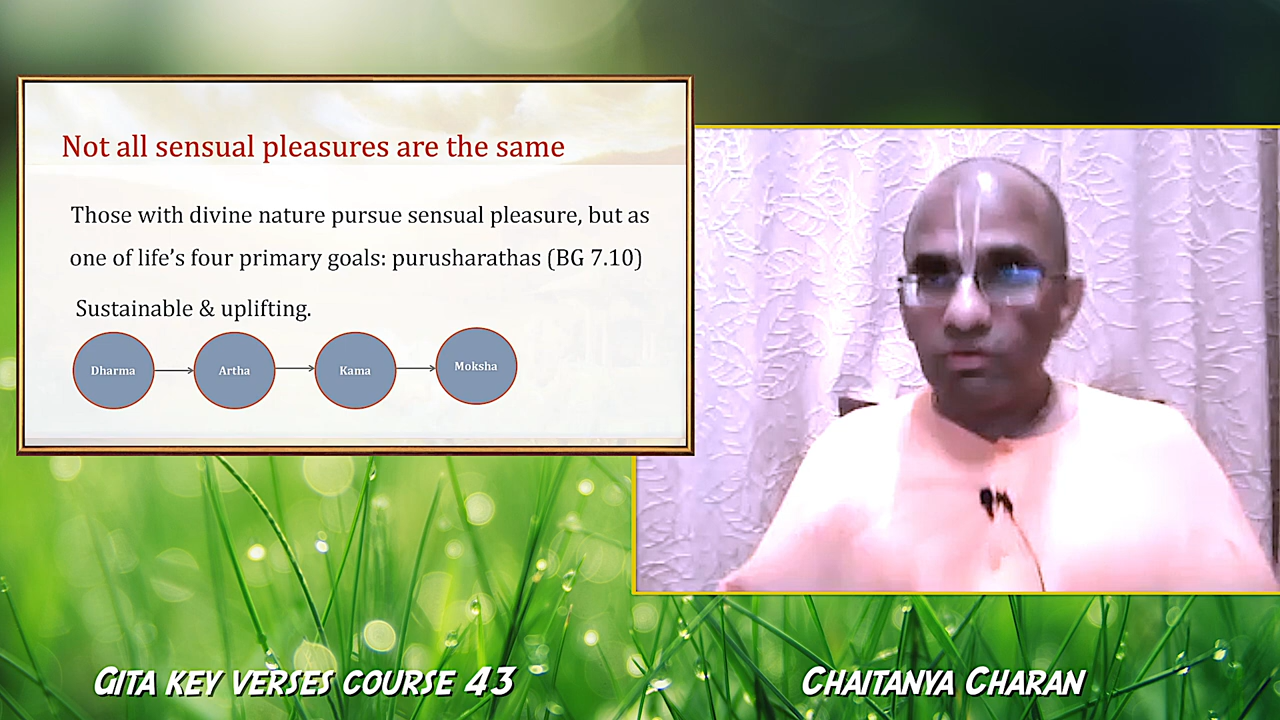 Not all sensual pleasures are the same
Those with divine nature pursue sensual pleasure, but as
one of life’s four primary goals: purusharathas (BG 7.10)
Sustainable & uplifting.
Dharma
Artha
Kama
Moksha
Gita key verses course 43
Chaitanya Charan